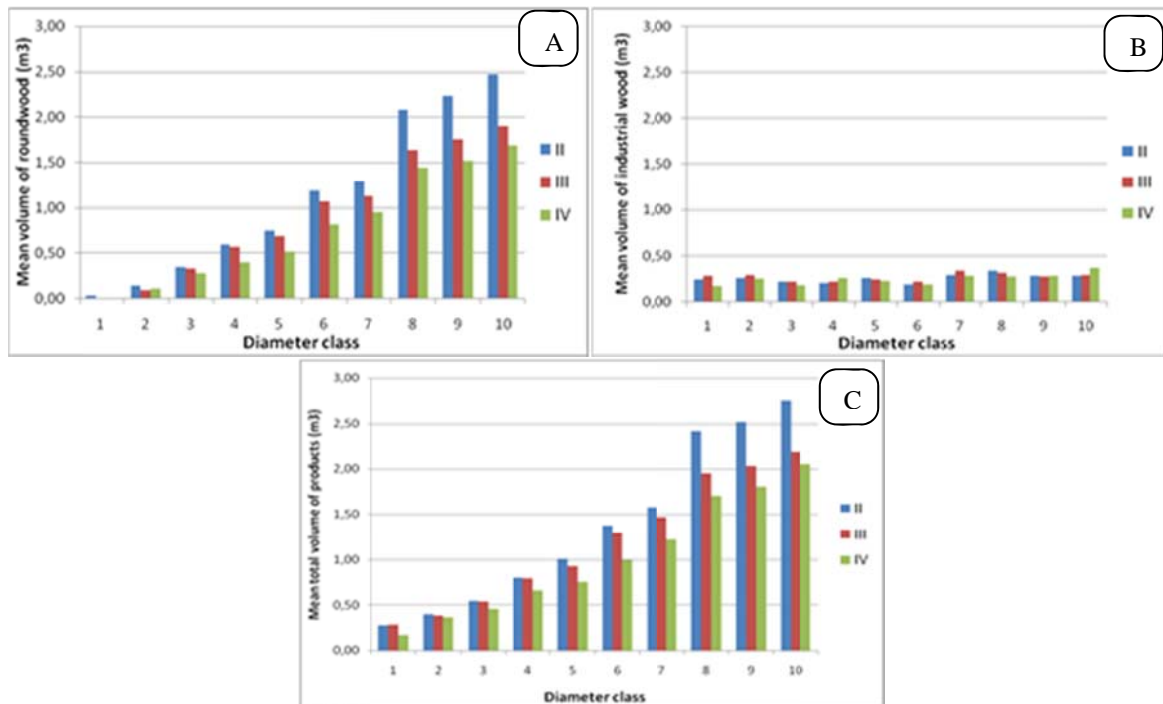 A
Mean volume of roundwood (m3)
3,00
2,50
2,00
1,50
1,00
0,50
0,00
1 2 3 4 5 6 7 8 9 10
Diameter class
II
III
IV
B
Mean volume of industrial wood (m3)
3,00
2,50
2,00
1,50
1,00
0,50
0,00
1 2 3 4 5 6 7 8 9 10
Diameter class
II
III
IV
C
Mean total volume of products (m3)
3,00
2,50
2,00
1,50
1,00
0,50
0,00
1 2 3 4 5 6 7 8 9 10
Diameter class
II
III
IV